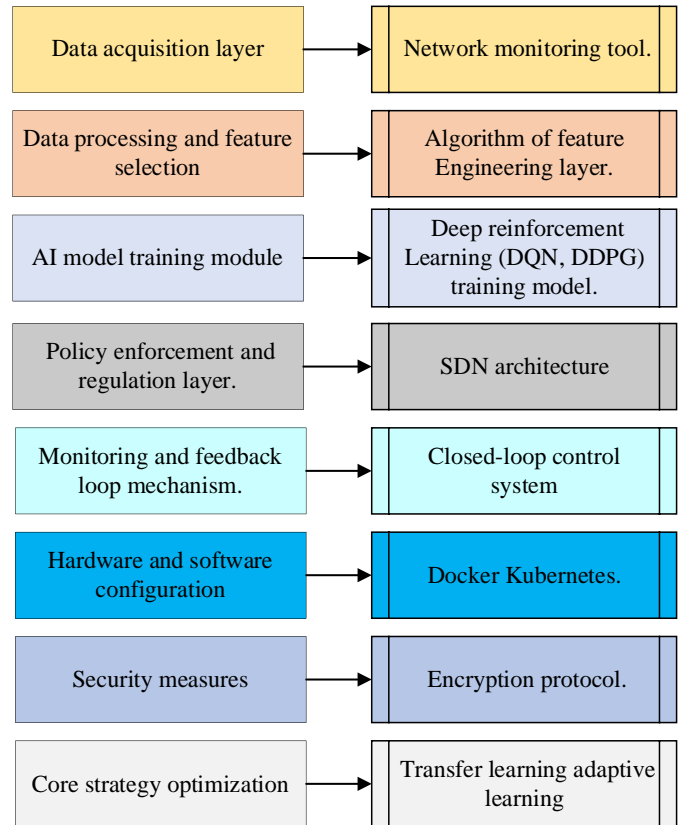 Data acquisition layer
Network monitoring tool.
Data processing and feature
selection
Algorithm of feature
Engineering layer.
AI model training module
Deep reinforcement
Learning (DQN, DDPG)
training model.
Policy enforcement and
regulation layer.
SDN architecture
Monitoring and feedback
loop mechanism.
Closed-loop control
system
Hardware and software
configuration
Docker Kubernetes.
Security measures
Encryption protocol.
Core strategy optimization
Transfer learning adaptive
learning